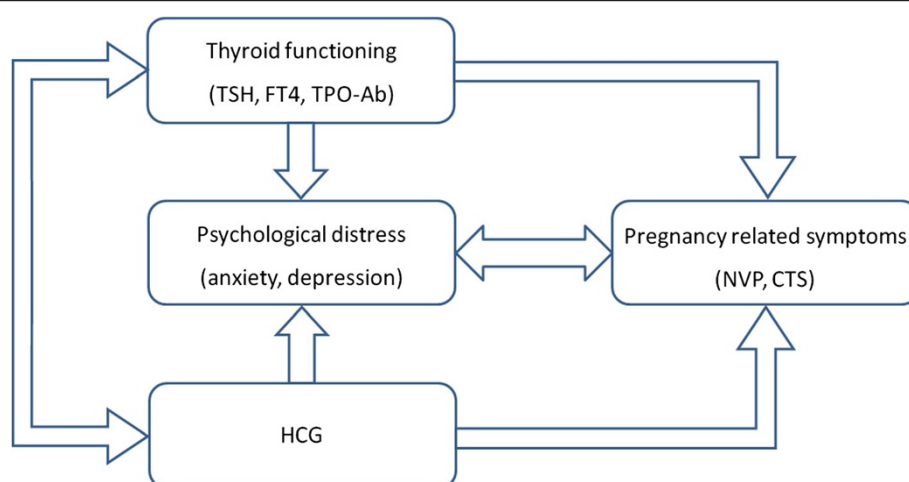 Thyroid functioning
(TSH, FT4, TPO-Ab)
Psychological distress
(anxiety, depression)
Pregnancy related symptoms
(NVP, CTS)
HCG